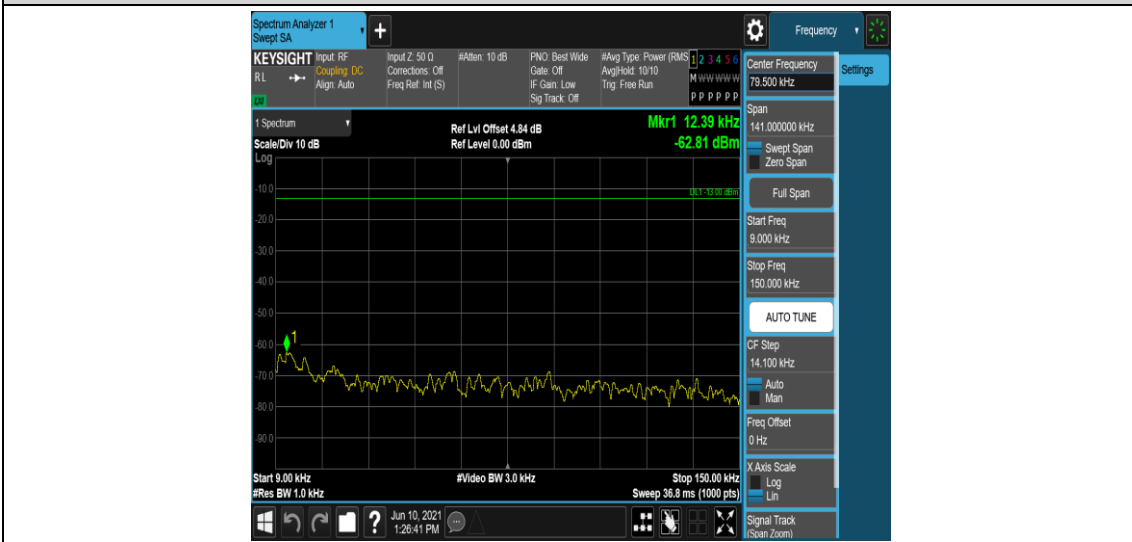 Spectrum Analyzer 1
Swept SA
+
Frequency
KEYSIGHT
RL
LXI
Input: RF
Coupling: DC
Align: Auto
Input Z: 50 Ω
Corrections: Off
Freq Ref: Int (S)
#Atten: 10 dB
PNO: Best Wide
Gate: Off
IF Gain: Low
Sig Track: Off
#Avg Type: Power (RMS
Avg|Hold: 10/10
Trig: Free Run
1 2 3 4 5 6
M W W W W W
P P P P P P
1 Spectrum
Scale/Div 10 dB
Ref Lvl Offset 4.84 dB
Ref Level 0.00 dBm
Mkr1 12.39 kHz
-62.81 dBm
Log
DL1 -13.00 dBm
-10.0
-20.0
-30.0
-40.0
-50.0
-60.0
-70.0
-80.0
-90.0
1
Start 9.00 kHz
#Res BW 1.0 kHz
#Video BW 3.0 kHz
Stop 150.00 kHz
Sweep 36.8 ms (1000 pts)
?
Jun 10, 2021
1:26:41 PM
Center Frequency
79.500 kHz
Span
141.000000 kHz
Swept Span
Zero Span
Full Span
Start Freq
9.000 kHz
Stop Freq
150.000 kHz
AUTO TUNE
CF Step
14.100 kHz
Auto
Man
Freq Offset
0 Hz
X Axis Scale
Log
Lin
Signal Track
(Span Zoom)
Settings